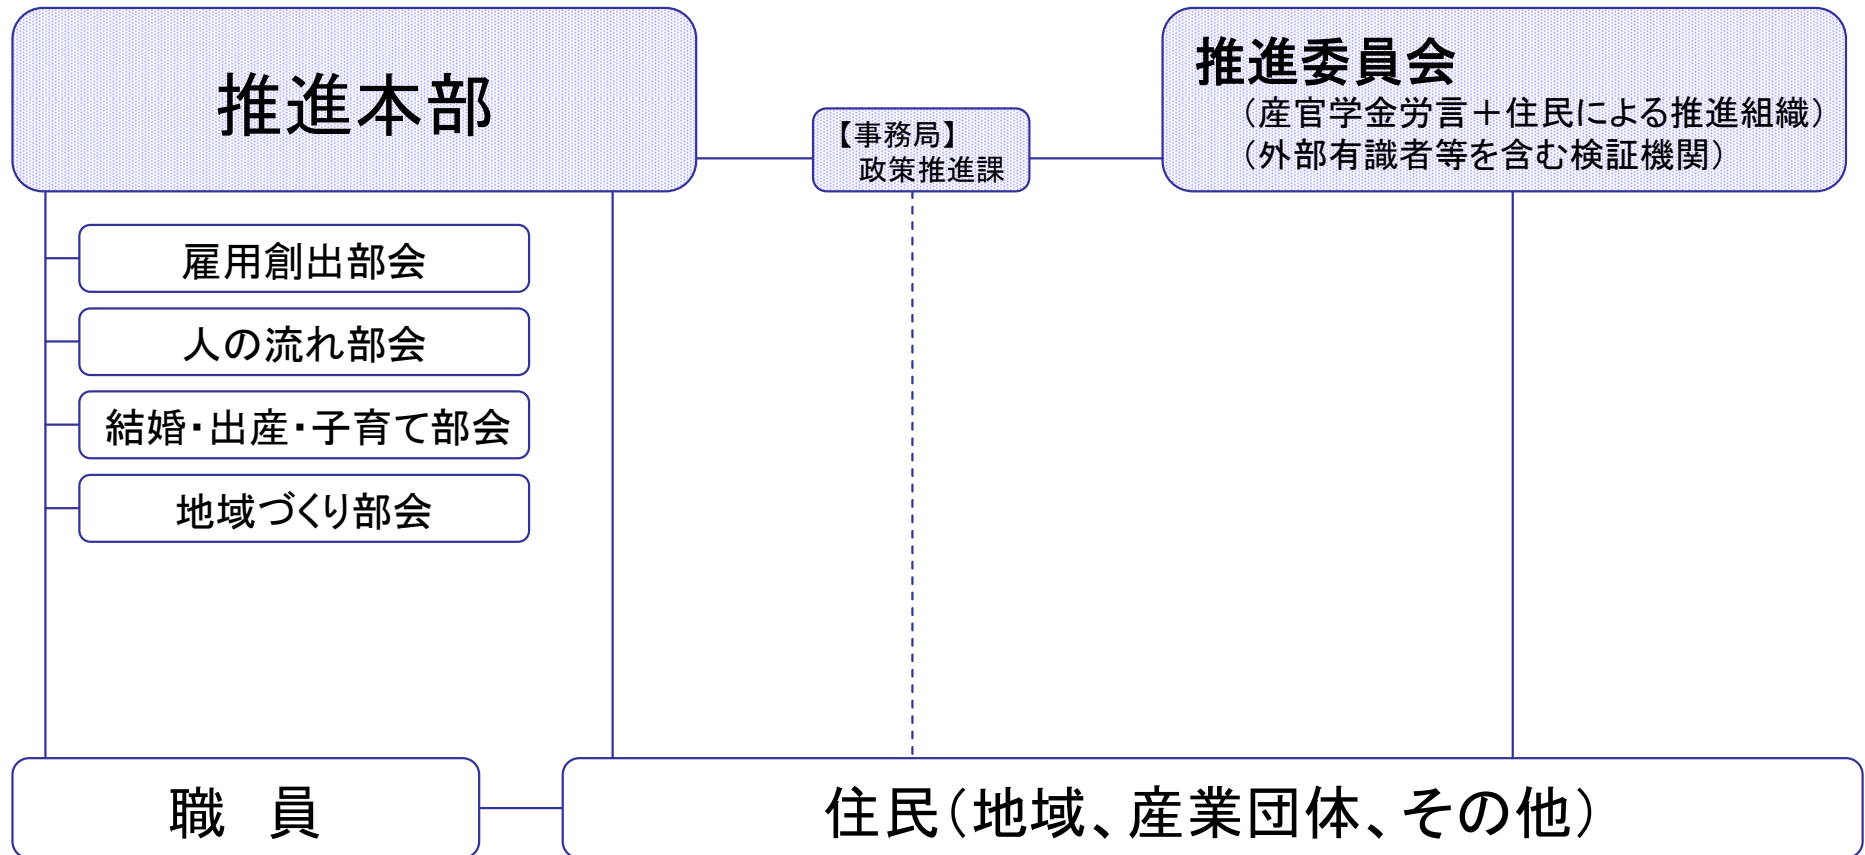 推進本部
【事務局】
政策推進課
推進委員会
（産官学金労言＋住民による推進組織）
（外部有識者等を含む検証機関）
雇用創出部会
人の流れ部会
結婚・出産・子育て部会
地域づくり部会
職　員
住民（地域、産業団体、その他）